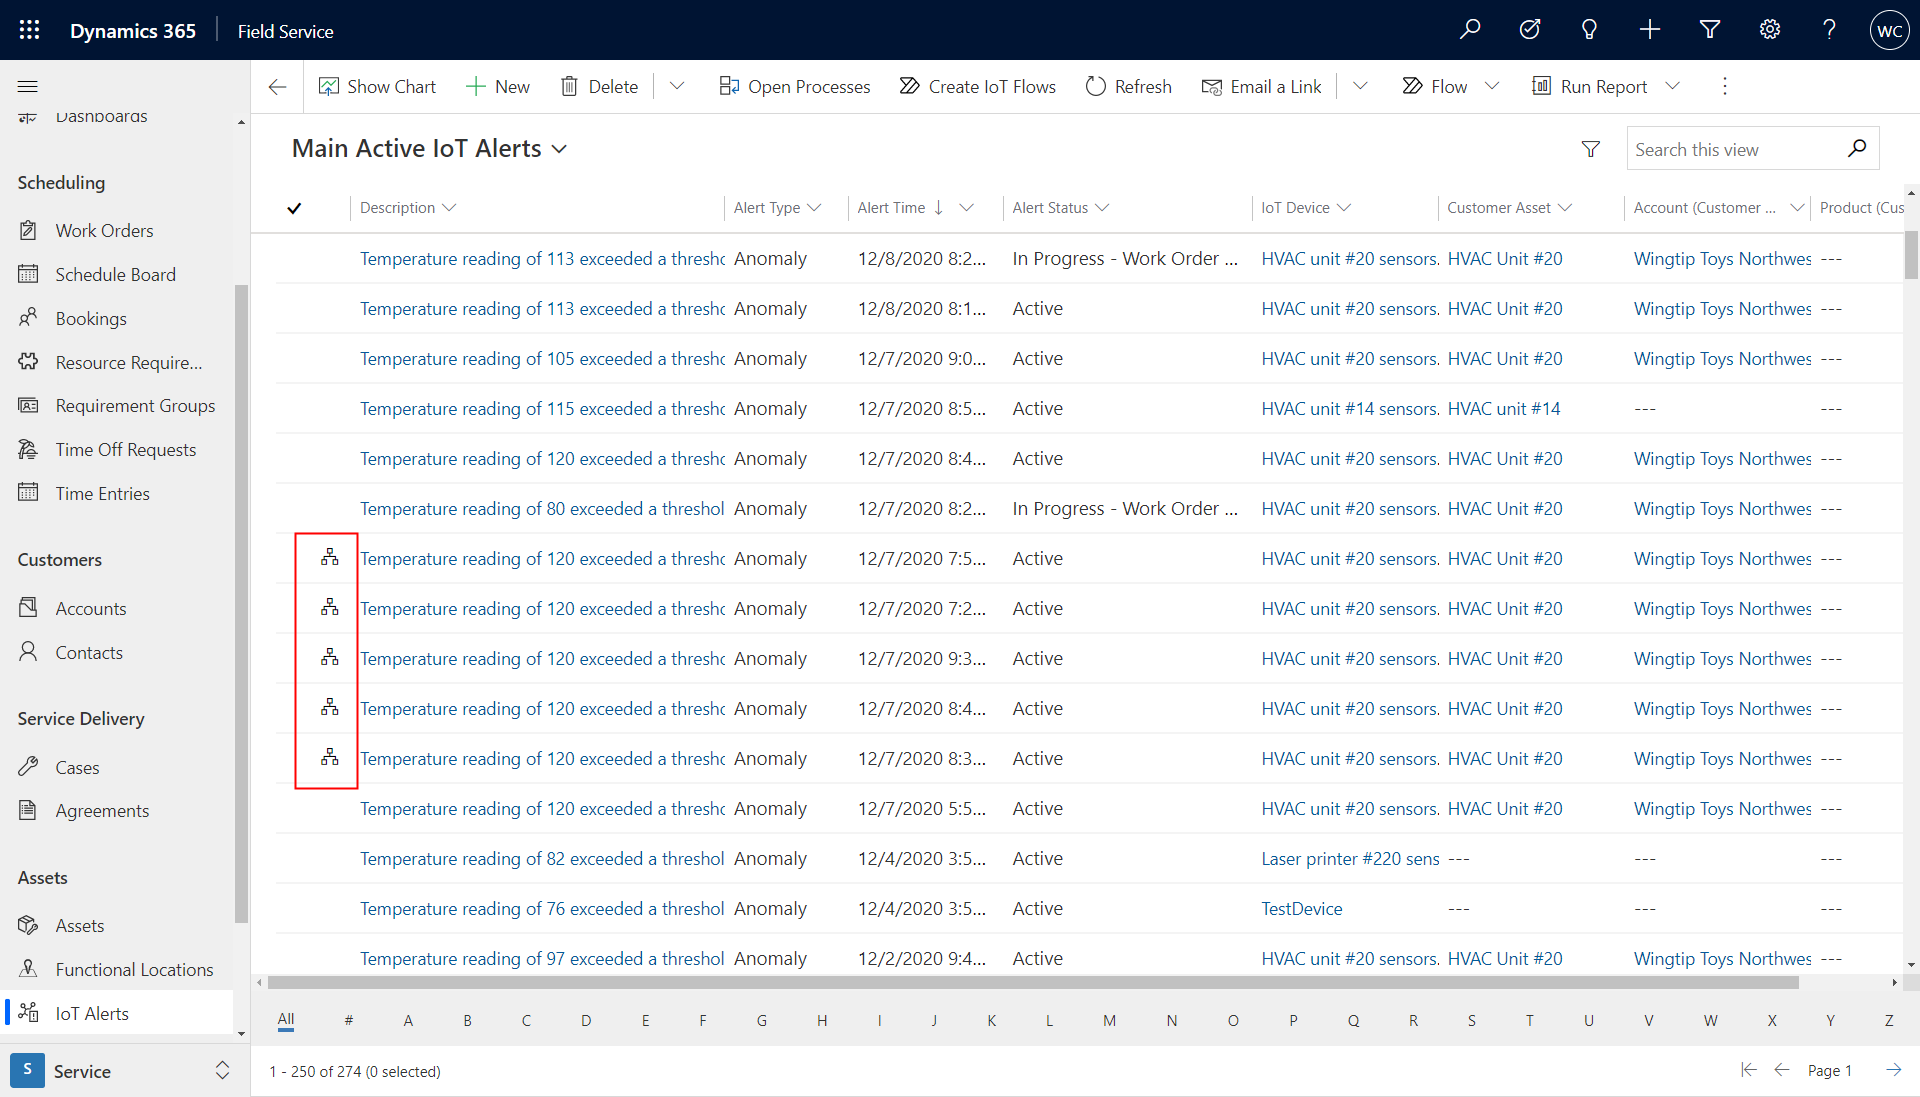 Dynamics 365 Field Service WC
Show Chart New Delete Open Processes Create IoT Flows Refresh Email a Link Flow Run Report
Dashboards
Scheduling
Work Orders
Schedule Board
Bookings
Resource Require...
Requirement Groups
Time Off Requests
Time Entries
Customers
Accounts
Contacts
Service Delivery
Cases
Agreements
Assets
Assets
Functional Locations
IoT Alerts
S Service
Main Active IoT Alerts Search this view
Description Alert Type Alert Time Alert Status IoT Device Customer Asset Account (Customer ... Product (Cus
Temperature reading of 113 exceeded a thresho Anomaly 12/8/2020 8:2... In Progress - Work Order ... HVAC unit #20 sensors. HVAC Unit #20 Wingtip Toys Northwes ---
Temperature reading of 113 exceeded a thresho Anomaly 12/8/2020 8:1... Active HVAC unit #20 sensors. HVAC Unit #20 Wingtip Toys Northwes ---
Temperature reading of 105 exceeded a thresho Anomaly 12/7/2020 9:0... Active HVAC unit #20 sensors. HVAC Unit #20 Wingtip Toys Northwes ---
Temperature reading of 115 exceeded a thresho Anomaly 12/7/2020 8:5... Active HVAC unit #14 sensors. HVAC unit #14 --- ---
Temperature reading of 120 exceeded a thresho Anomaly 12/7/2020 8:4... Active HVAC unit #20 sensors. HVAC Unit #20 Wingtip Toys Northwes ---
Temperature reading of 80 exceeded a threshol Anomaly 12/7/2020 8:2... In Progress - Work Order ... HVAC unit #20 sensors. HVAC Unit #20 Wingtip Toys Northwes ---
Temperature reading of 120 exceeded a thresho Anomaly 12/7/2020 7:5... Active HVAC unit #20 sensors. HVAC Unit #20 Wingtip Toys Northwes ---
Temperature reading of 120 exceeded a thresho Anomaly 12/7/2020 7:2... Active HVAC unit #20 sensors. HVAC Unit #20 Wingtip Toys Northwes ---
Temperature reading of 120 exceeded a thresho Anomaly 12/7/2020 9:3... Active HVAC unit #20 sensors. HVAC Unit #20 Wingtip Toys Northwes ---
Temperature reading of 120 exceeded a thresho Anomaly 12/7/2020 8:4... Active HVAC unit #20 sensors. HVAC Unit #20 Wingtip Toys Northwes ---
Temperature reading of 120 exceeded a thresho Anomaly 12/7/2020 8:3... Active HVAC unit #20 sensors. HVAC Unit #20 Wingtip Toys Northwes ---
Temperature reading of 120 exceeded a thresho Anomaly 12/7/2020 5:5... Active HVAC unit #20 sensors. HVAC Unit #20 Wingtip Toys Northwes ---
Temperature reading of 82 exceeded a threshol Anomaly 12/4/2020 3:5... Active Laser printer #220 sens --- --- ---
Temperature reading of 76 exceeded a threshol Anomaly 12/4/2020 3:5... Active TestDevice --- --- ---
Temperature reading of 97 exceeded a threshol Anomaly 12/2/2020 9:4... Active HVAC unit #20 sensors. HVAC Unit #20 Wingtip Toys Northwes ---
All # A B C D E F G H I J K L M N O P Q R S T U V W X Y Z
1 - 250 of 274 (0 selected) Page 1